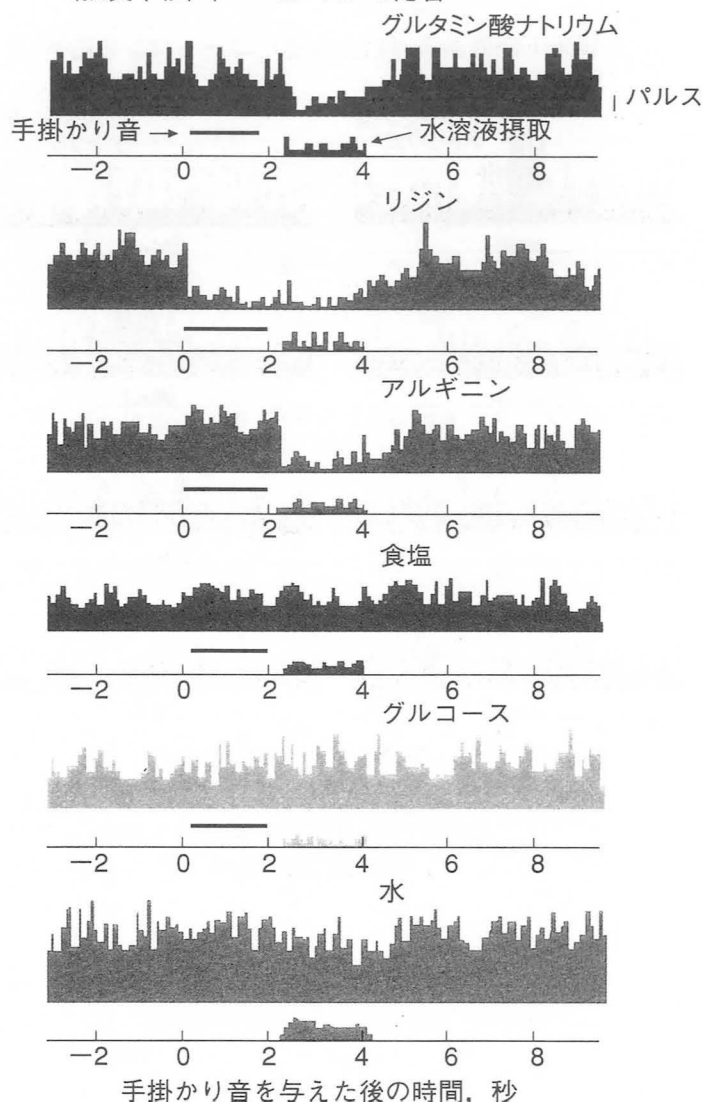 グルタミン酸ナトリウム
パルス
手掛かり音→
水溶液摂取
−2 0 2 4 6 8
リジン
−2 0 2 4 6 8
アルギニン
−2 0 2 4 6 8
食塩
−2 0 2 4 6 8
グルコース
−2 0 2 4 6 8
水
−2 0 2 4 6 8
手掛かり音を与えた後の時間，秒